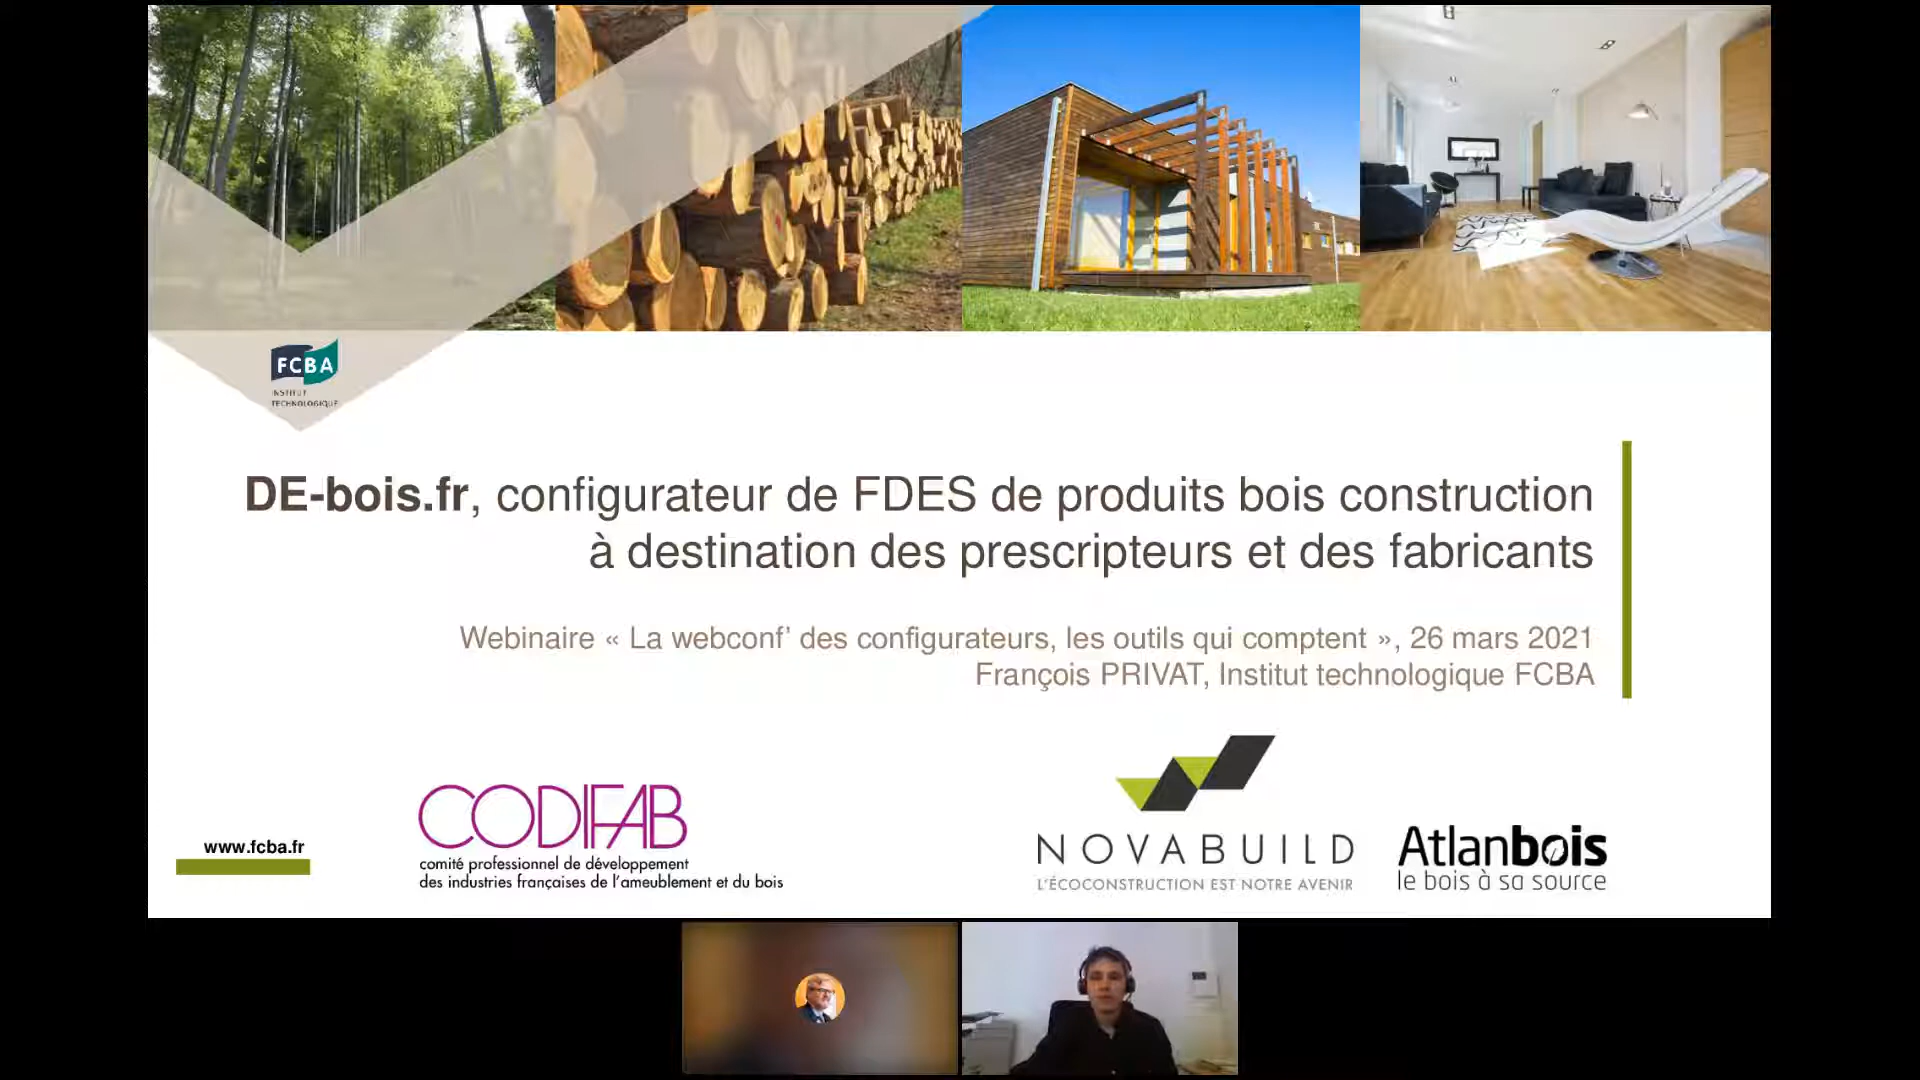 FCBA
INSTITUT
TECHNOLOGIQUE
DE-bois.fr, configurateur de FDES de produits bois construction
à destination des prescripteurs et des fabricants
Webinaire « La webconf’ des configurateurs, les outils qui comptent », 26 mars 2021
François PRIVAT, Institut technologique FCBA
www.fcba.fr
CODIFAB
comité professionnel de développement
des industries françaises de l'ameublement et du bois
NOVABUILD
L'ÉCOCONSTRUCTION EST NOTRE AVENIR
Atlanbois
le bois à sa source